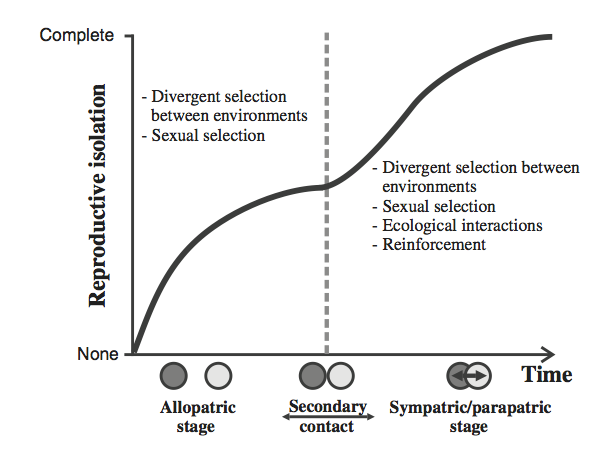 Complete
- Divergent selection
between environments
- Sexual selection
- Divergent selection between
environments
- Sexual selection
- Ecological interactions
- Reinforcement
Reproductive isolation
None
Time
Allopatric
stage
Secondary
contact
Sympatric/parapatric
stage